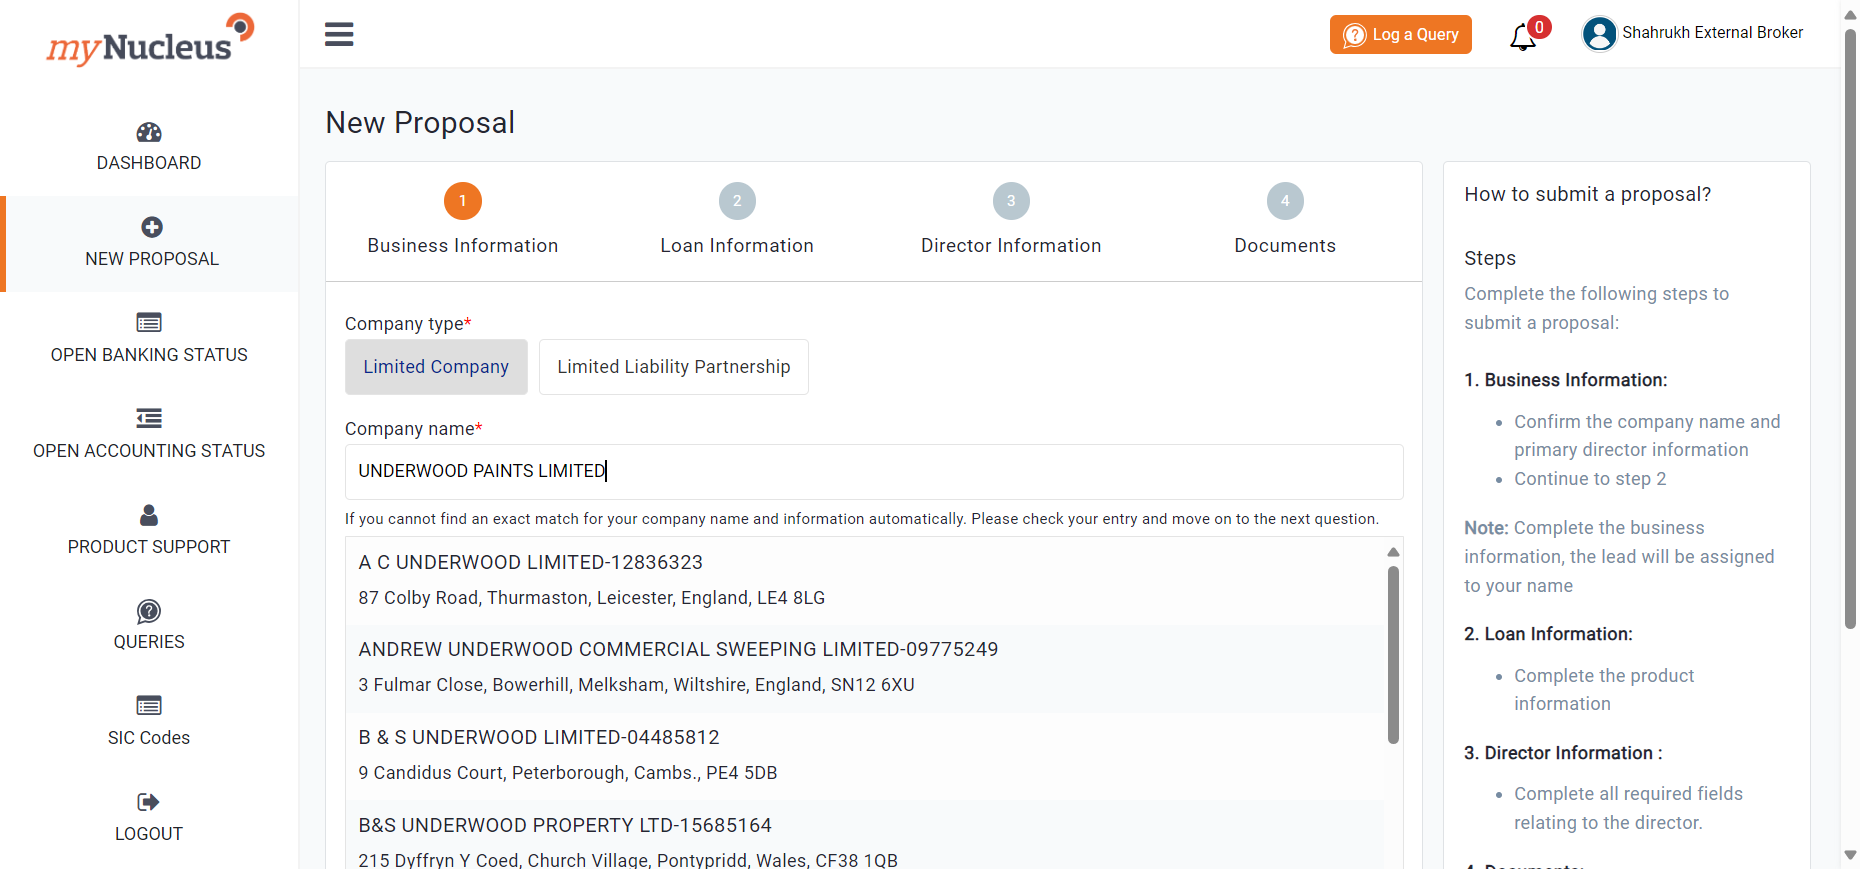 myNucleus
Log a Query
0
Shahrukh External Broker
DASHBOARD
NEW PROPOSAL
OPEN BANKING STATUS
OPEN ACCOUNTING STATUS
PRODUCT SUPPORT
QUERIES
SIC Codes
LOGOUT
New Proposal
1
2
3
4
Business Information
Loan Information
Director Information
Documents
Company type*
Limited Company
Limited Liability Partnership
Company name*
UNDERWOOD PAINTS LIMITED
If you cannot find an exact match for your company name and information automatically. Please check your entry and move on to the next question.
A C UNDERWOOD LIMITED-12836323
87 Colby Road, Thurmaston, Leicester, England, LE4 8LG
ANDREW UNDERWOOD COMMERCIAL SWEEPING LIMITED-09775249
3 Fulmar Close, Bowerhill, Melksham, Wiltshire, England, SN12 6XU
B & S UNDERWOOD LIMITED-04485812
9 Candidus Court, Peterborough, Cambs., PE4 5DB
B&S UNDERWOOD PROPERTY LTD-15685164
215 Dyffryn Y Coed, Church Village, Pontypridd, Wales, CF38 1QB
How to submit a proposal?
Steps
Complete the following steps to
submit a proposal:
1. Business Information:
• Confirm the company name and
primary director information
• Continue to step 2
Note: Complete the business
information, the lead will be assigned
to your name
2. Loan Information:
• Complete the product
information
3. Director Information :
• Complete all required fields
relating to the director.
4. Documents: